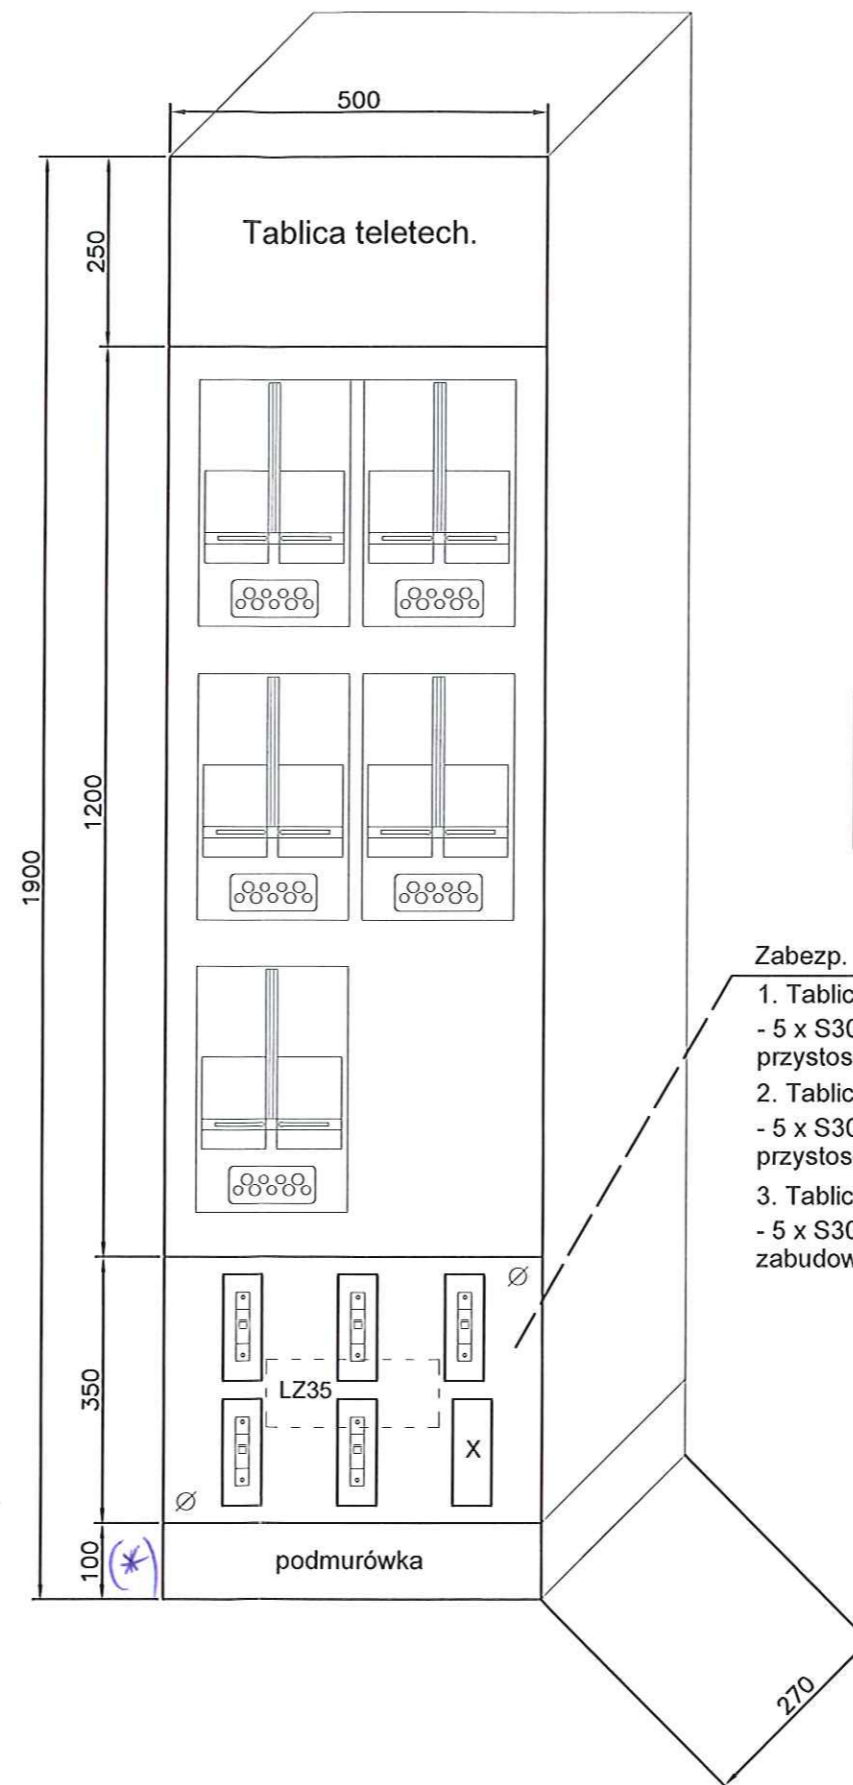 500
250
Tablica teletech.
1200
1900
Zabezp.
1. Tablic
- 5 x S30
przystos
2. Tablic
- 5 x S30
przystos
3. Tablic
- 5 x S30
zabudow
350
LZ35
X
100
(*)
podmurówka
270